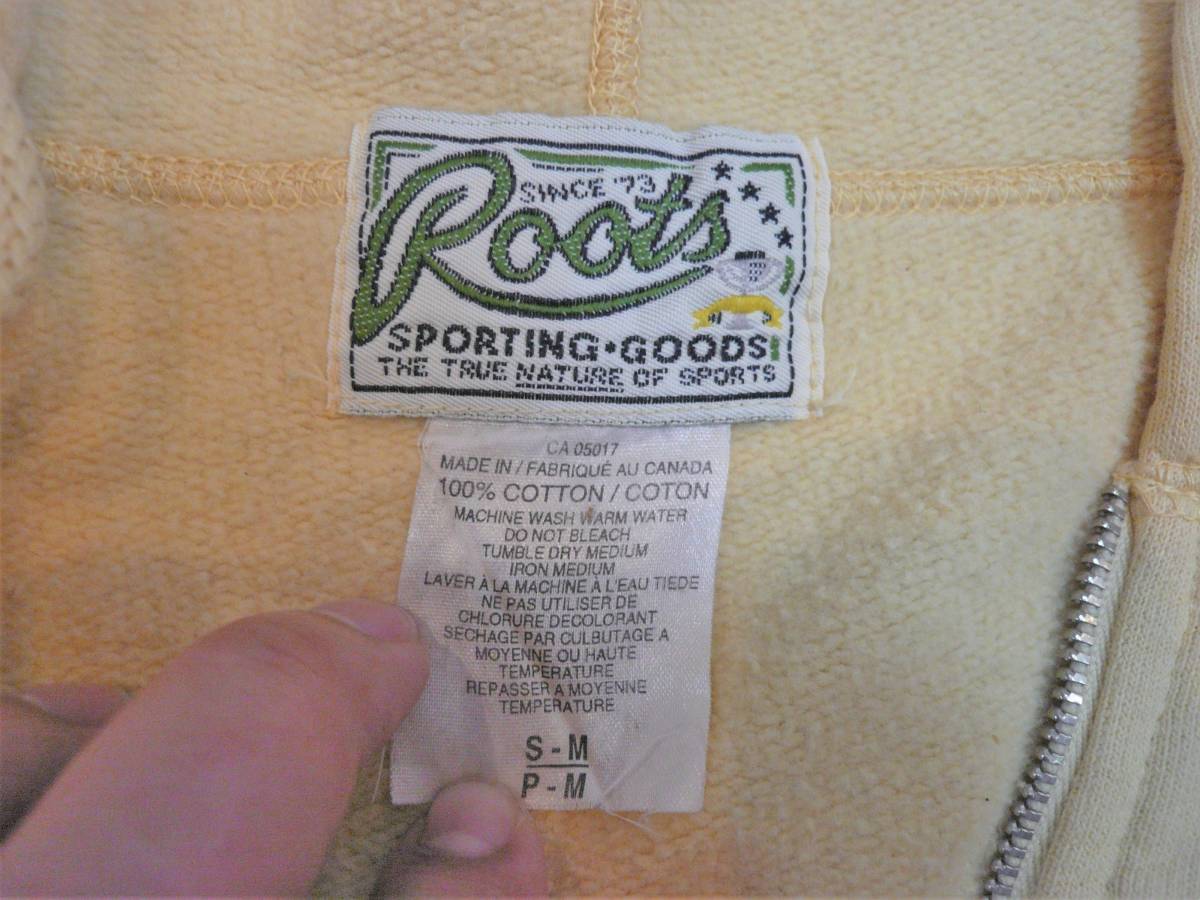 SINCE '73
Roots
SPORTING•GOODS
THE TRUE NATURE OF SPORTS
CA 05017
MADE IN / FABRIQUÉ AU CANADA
100% COTTON / COTON
MACHINE WASH WARM WATER
DO NOT BLEACH
TUMBLE DRY MEDIUM
IRON MEDIUM
LAVER À LA MACHINE À L'EAU TIEDE
NE PAS UTILISER DE
CHLORURE DECOLORANT
SECHAGE PAR CULBUTAGE A
MOYENNE OU HAUTE
TEMPERATURE
REPASSER A MOYENNE
TEMPERATURE
S - M
P - M